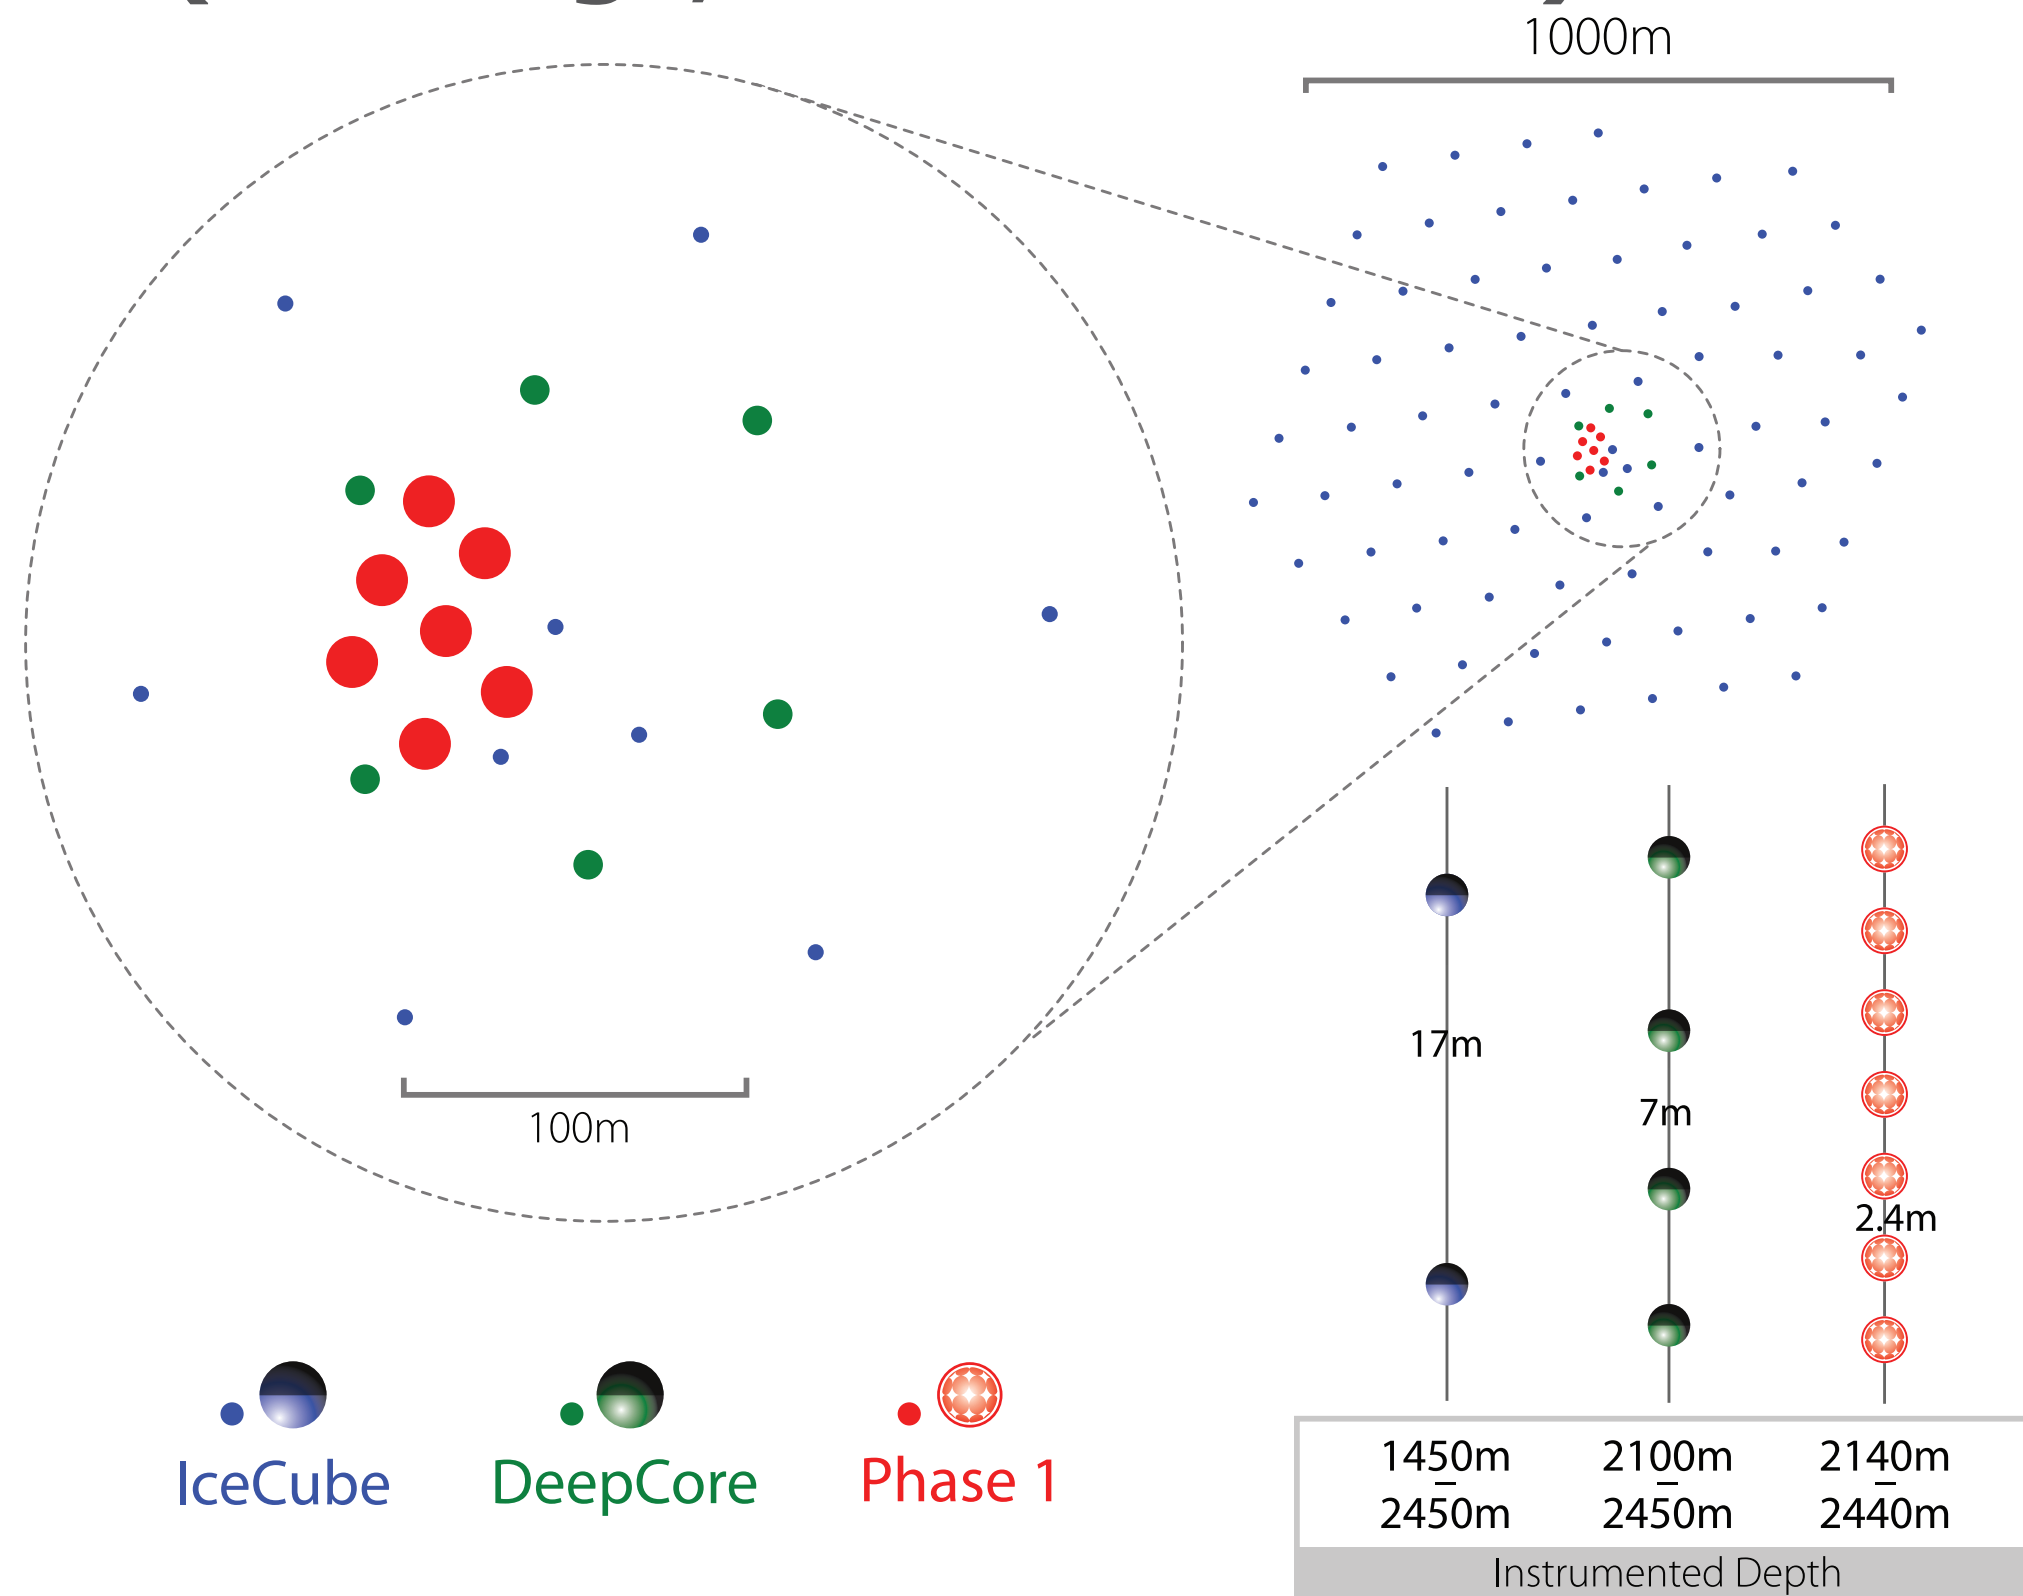 1000m
100m
17m
7m
2.4m
IceCube
DeepCore
Phase 1
1450m
–
2450m
2100m
–
2450m
2140m
–
2440m
Instrumented Depth